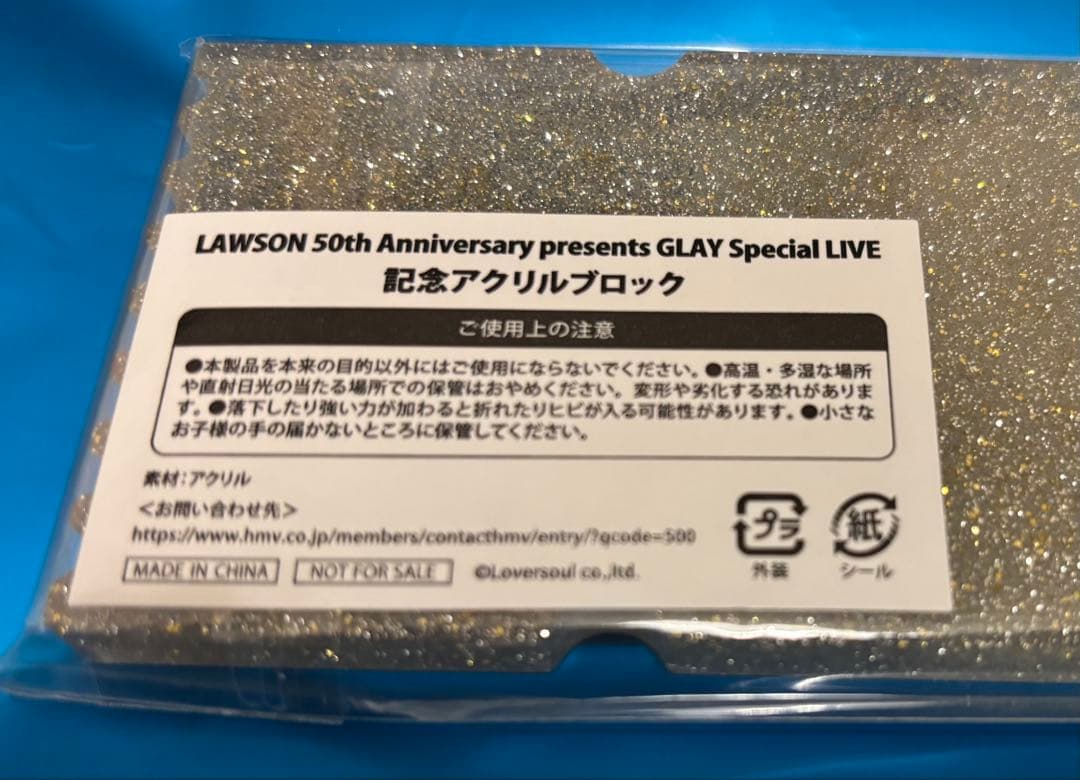 LAWSON 50th Anniversary presents GLAY Special LIVE
記念アクリルブロック
ご使用上の注意
●本製品を本来の目的以外にはご使用にならないでください。●高温・多湿な場所
や直射日光の当たる場所での保管はおやめください。変形や劣化する恐れがありま
す。●落下したり強い力が加わると折れたりヒビが入る可能性があります。●小さな
お子様の手の届かないところに保管してください。
素材:アクリル
<お問い合わせ先>
https://www.hmv.co.jp/members/contacthmv/entry/?qcode=500
MADE IN CHINA NOT FOR SALE ©Loversoul co.,ltd.
プラ 紙
外装 シール